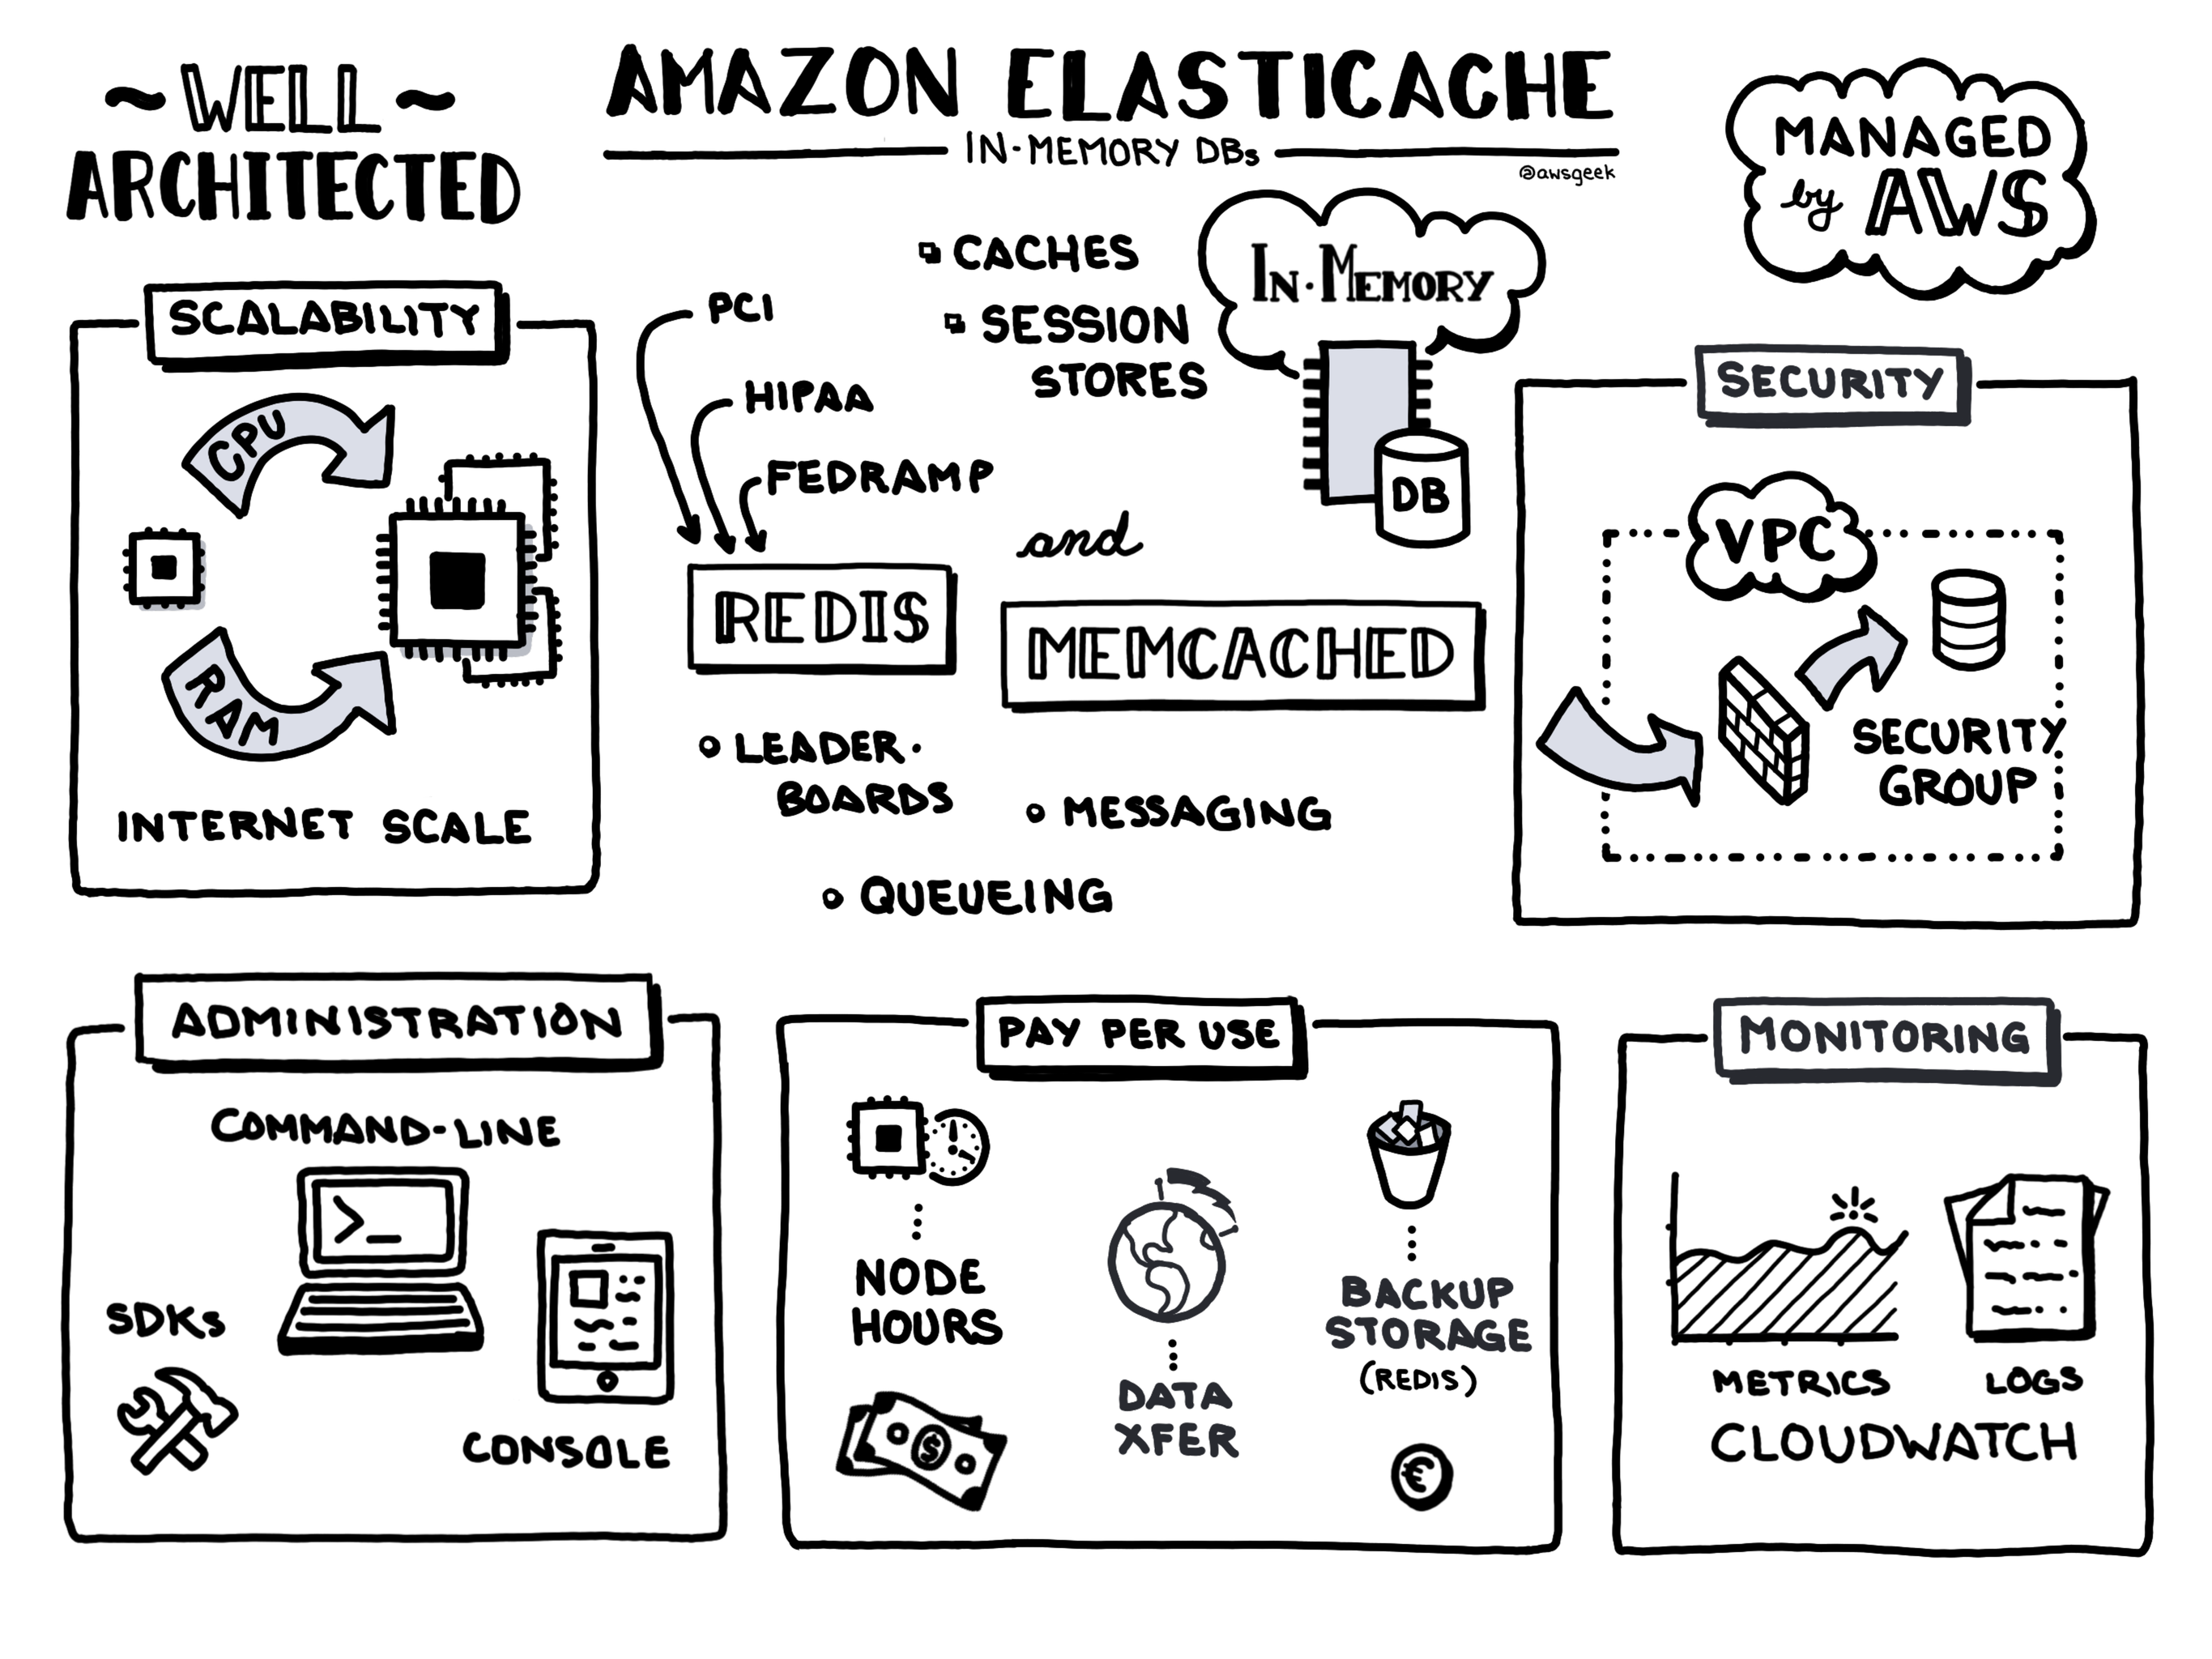 ~ WELL ~
ARCHITECTED
AMAZON ELASTICACHE
IN·MEMORY DBs
@awsgeek
MANAGED
by AWS
CACHES
SESSION
STORES
IN·MEMORY
DB
PCI
HIPAA
FEDRAMP
and
REDIS
MEMCACHED
LEADER·
BOARDS
MESSAGING
QUEUEING
SCALABILITY
CPU
RAM
INTERNET SCALE
SECURITY
VPC
SECURITY
GROUP
ADMINISTRATION
COMMAND-LINE
>_
SDKs
CONSOLE
PAY PER USE
NODE
HOURS
$
DATA
XFER
BACKUP
STORAGE
(REDIS)
€
MONITORING
METRICS
LOGS
CLOUDWATCH